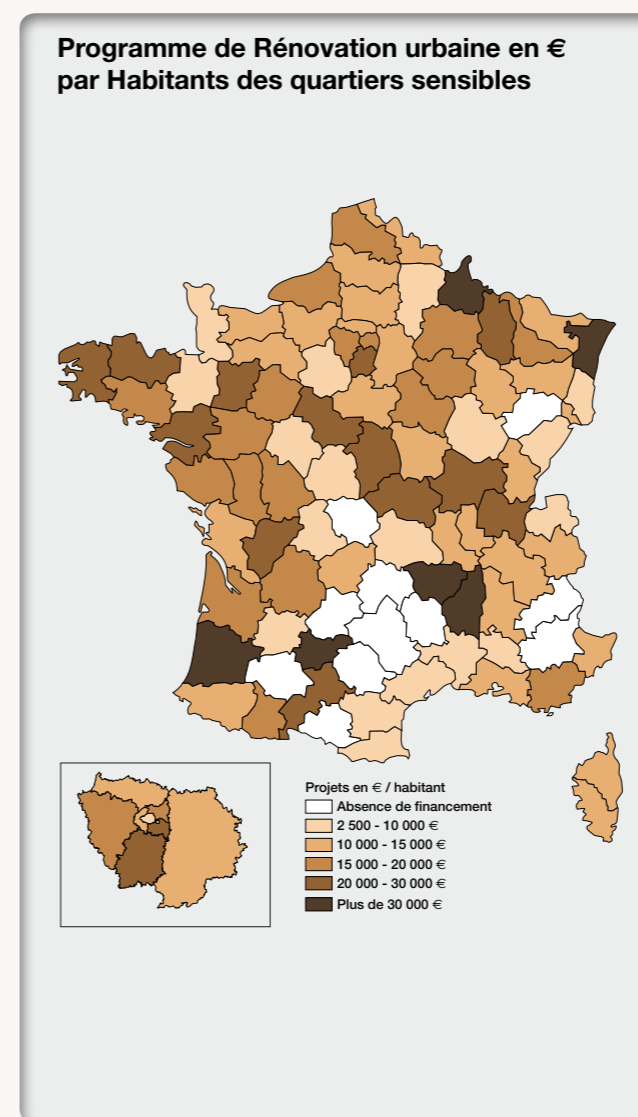 Programme de Rénovation urbaine en €
par Habitants des quartiers sensibles
Projets en € / habitant
Absence de financement
2 500 - 10 000 €
10 000 - 15 000 €
15 000 - 20 000 €
20 000 - 30 000 €
Plus de 30 000 €